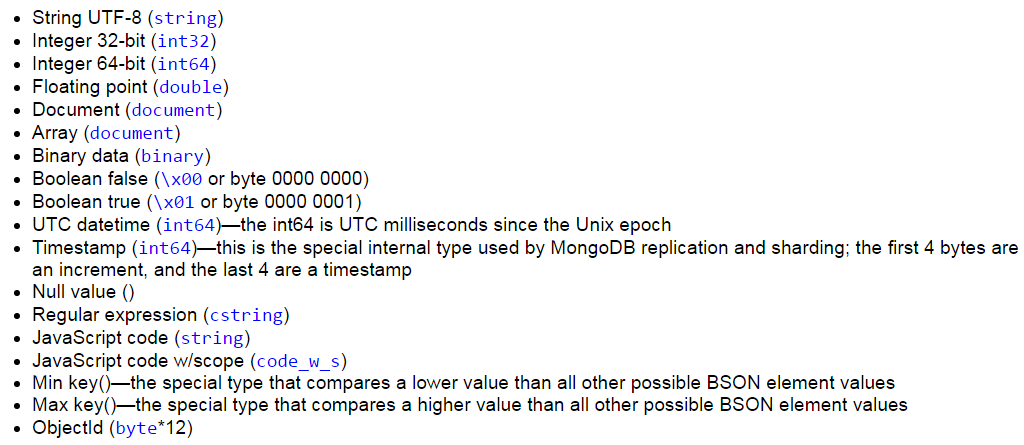 • String UTF-8 (string)
• Integer 32-bit (int32)
• Integer 64-bit (int64)
• Floating point (double)
• Document (document)
• Array (document)
• Binary data (binary)
• Boolean false (\x00 or byte 0000 0000)
• Boolean true (\x01 or byte 0000 0001)
• UTC datetime (int64)—the int64 is UTC milliseconds since the Unix epoch
• Timestamp (int64)—this is the special internal type used by MongoDB replication and sharding; the first 4 bytes are
an increment, and the last 4 are a timestamp
• Null value ()
• Regular expression (cstring)
• JavaScript code (string)
• JavaScript code w/scope (code_w_s)
• Min key()—the special type that compares a lower value than all other possible BSON element values
• Max key()—the special type that compares a higher value than all other possible BSON element values
• ObjectId (byte*12)